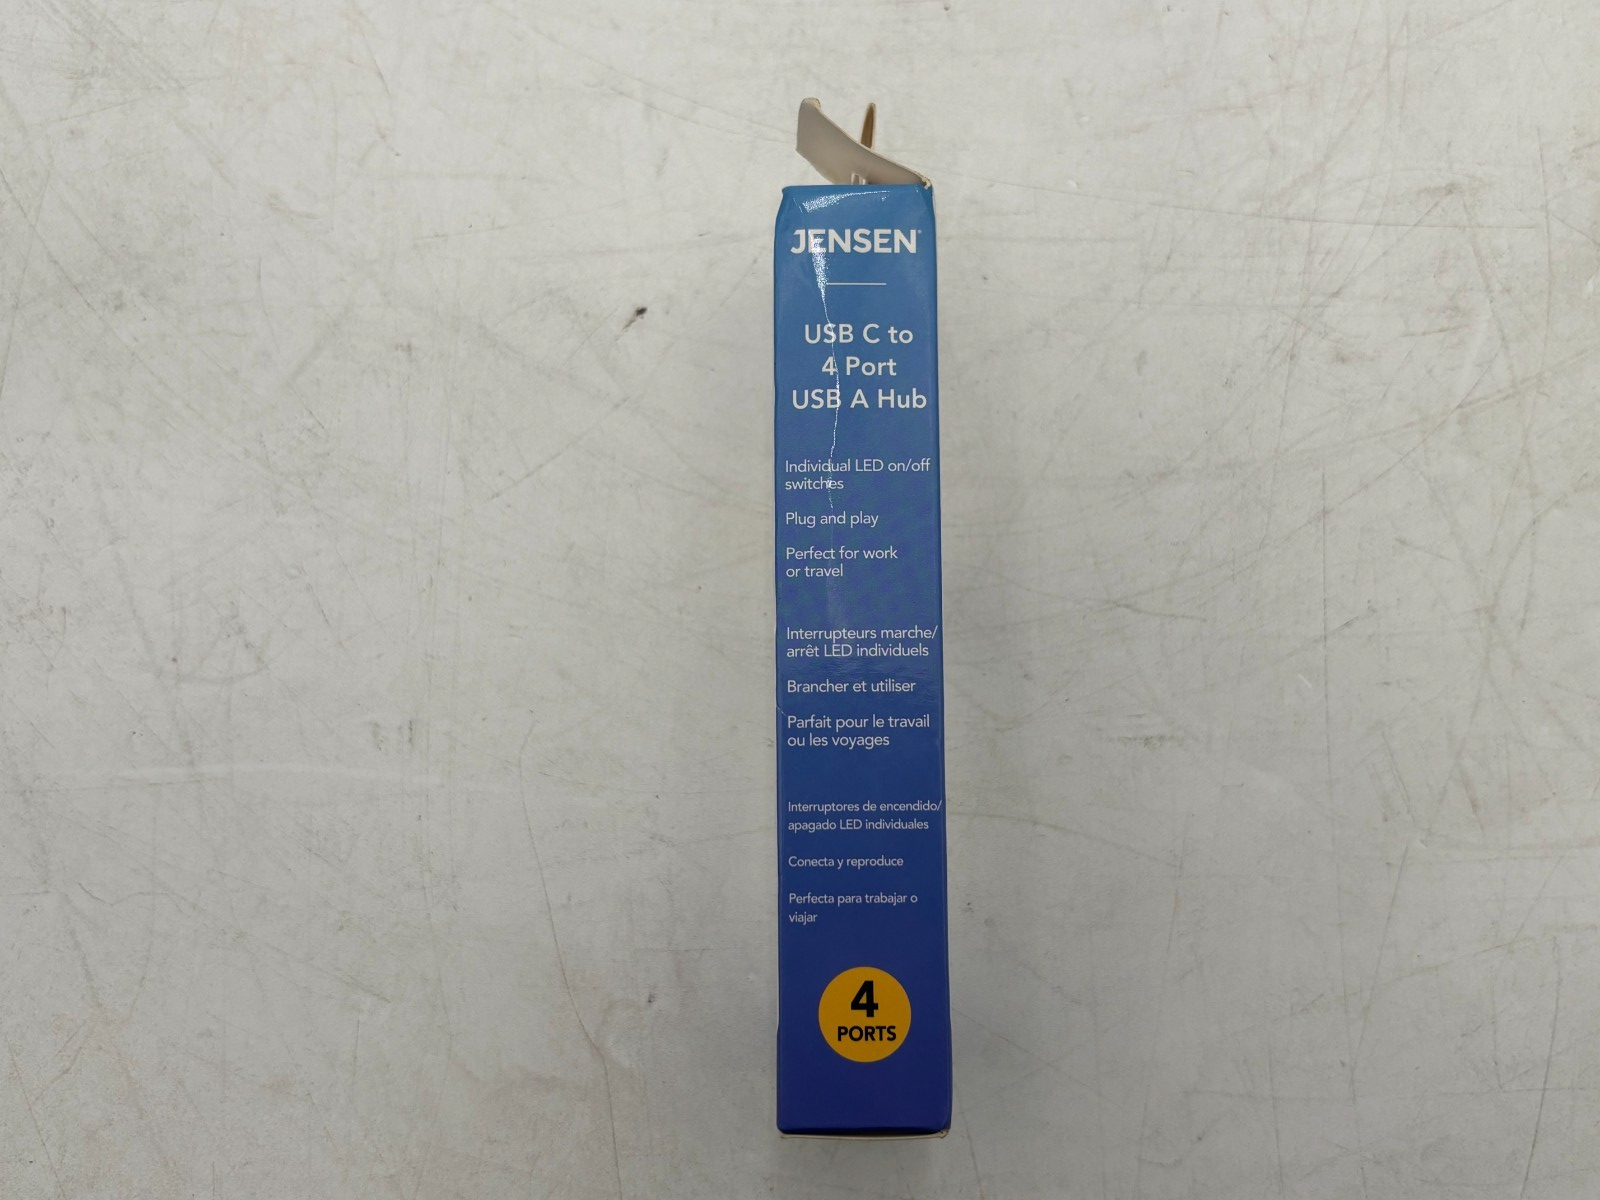 JENSEN
USB C to
4 Port
USB A Hub
Individual LED on/off
switches
Plug and play
Perfect for work
or travel
Interrupteurs marche/
arrêt LED individuels
Brancher et utiliser
Parfait pour le travail
ou les voyages
Interruptores de encendido/
apagado LED individuales
Conecta y reproduce
Perfecta para trabajar o
viajar
4
PORTS